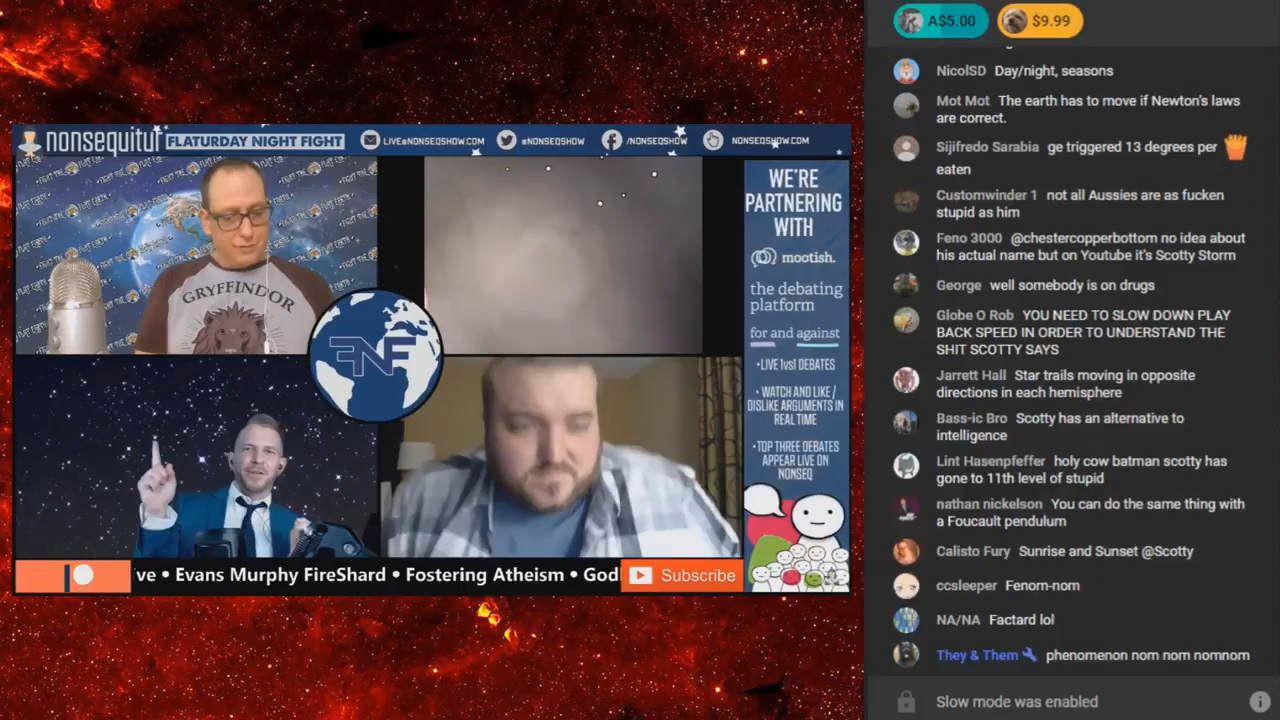 nonsequitur FLATURDAY NIGHT FIGHT LIVE@NONSEQSHOW.COM @NONSEQSHOW /NONSEQSHOW NONSEQSHOW.COM
GRYFFINDOR
FNF
WE'RE
PARTNERING
WITH
mootish.
the debating
platform
for and against
•LIVE 1vs1 DEBATES
•WATCH AND LIKE /
DISLIKE ARGUMENTS IN
REAL TIME
•TOP THREE DEBATES
APPEAR LIVE ON
NONSEQ
ve • Evans Murphy FireShard • Fostering Atheism • God
Subscribe
A$5.00 $9.99
NicolSD Day/night, seasons
Mot Mot The earth has to move if Newton's laws
are correct.
Sijifredo Sarabia ge triggered 13 degrees per 🍟
eaten
Customwinder 1 not all Aussies are as fucken
stupid as him
Feno 3000 @chestercopperbottom no idea about
his actual name but on Youtube it's Scotty Storm
George well somebody is on drugs
Globe O Rob YOU NEED TO SLOW DOWN PLAY
BACK SPEED IN ORDER TO UNDERSTAND THE
SHIT SCOTTY SAYS
Jarrett Hall Star trails moving in opposite
directions in each hemisphere
Bass-ic Bro Scotty has an alternative to
intelligence
Lint Hasenpfeffer holy cow batman scotty has
gone to 11th level of stupid
nathan nickelson You can do the same thing with
a Foucault pendulum
Calisto Fury Sunrise and Sunset @Scotty
ccsleeper Fenom-nom
NA/NA Factard lol
They & Them phenomenon nom nom nomnom
Slow mode was enabled